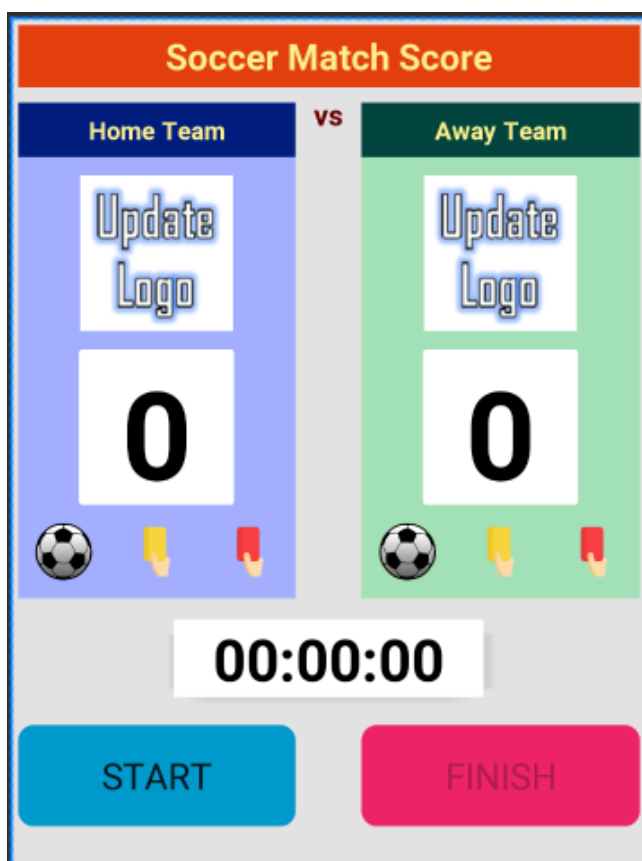 Soccer Match Score
Home Team
vs
Away Team
Update
Logo
Update
Logo
0
0
00:00:00
START
FINISH